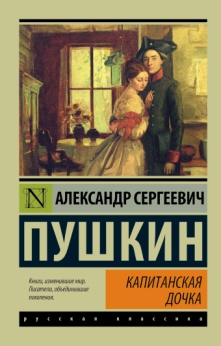 N
АЛЕКСАНДР СЕРГЕЕВИЧ
ПУШКИН
Книги, изменившие мир.
Писатели, объединившие
поколения.
КАПИТАНСКАЯ
ДОЧКА
русская классика